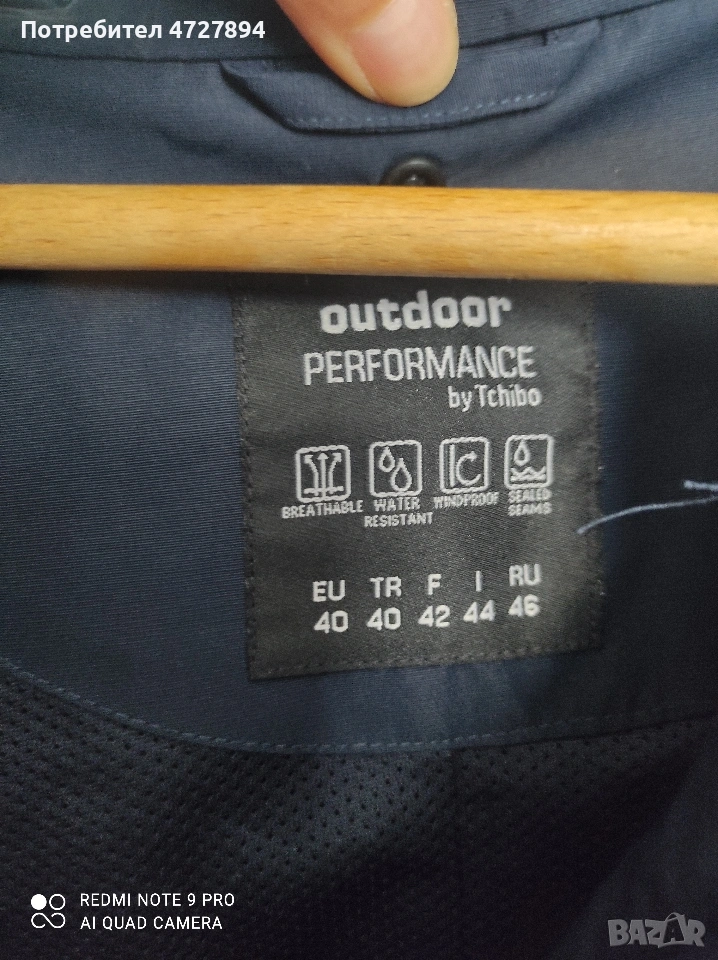 Потребител 4727894
outdoor
PERFORMANCE
by Tchibo
BREATHABLE WATER RESISTANT WINDPROOF SEALED SEAMS
EU TR F I RU
40 40 42 44 46
REDMI NOTE 9 PRO
AI QUAD CAMERA
BAZAR